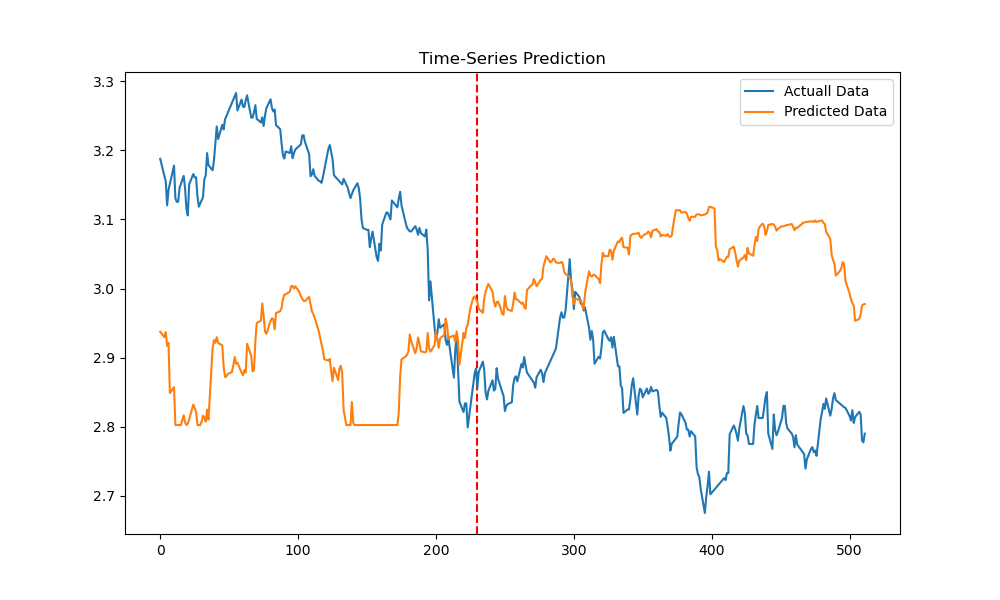 Time-Series Prediction
Actuall Data
Predicted Data
3.3
3.2
3.1
3.0
2.9
2.8
2.7
0 100 200 300 400 500